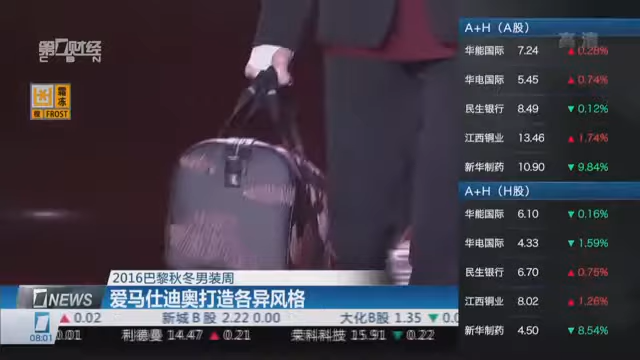 第一财经
CBN
霜冻
橙 FROST
高清
A+H（A股）
华能国际 7.24 ▲0.28%
华电国际 5.45 ▲0.74%
民生银行 8.49 ▼0.12%
江西铜业 13.46 ▲1.74%
新华制药 10.90 ▼9.84%
A+H（H股）
华能国际 6.10 ▼0.16%
华电国际 4.33 ▼1.59%
民生银行 6.70 ▲0.75%
江西铜业 8.02 ▲1.26%
新华制药 4.50 ▼8.54%
2016巴黎秋冬男装周
NEWS 爱马仕迪奥打造各异风格
08:01 ▲0.02 新城B股 2.22 0.00 大化B股 1.35 ▼0.0
0.01 利德曼 14.47 ▲0.21 荣科科技 15.91 ▼0.22